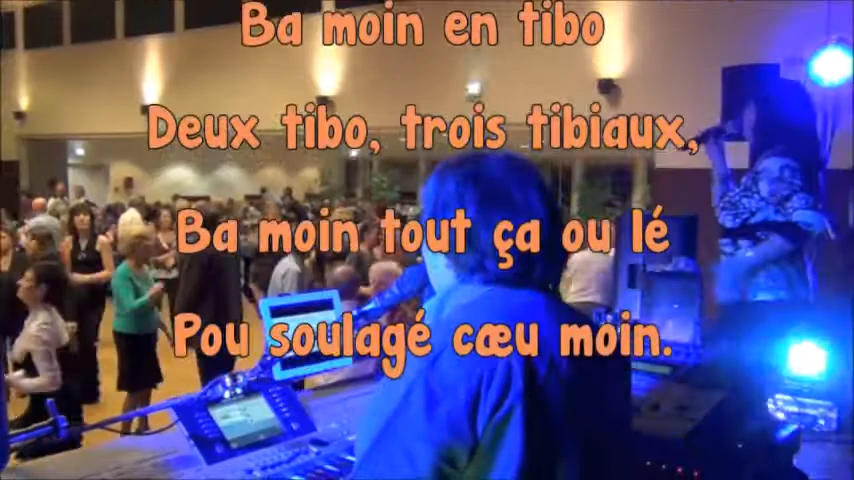 Ba moin en tibo
Deux tibo, trois tibiaux,
Ba moin tout ça ou lé
Pou soulagé cœu moin.